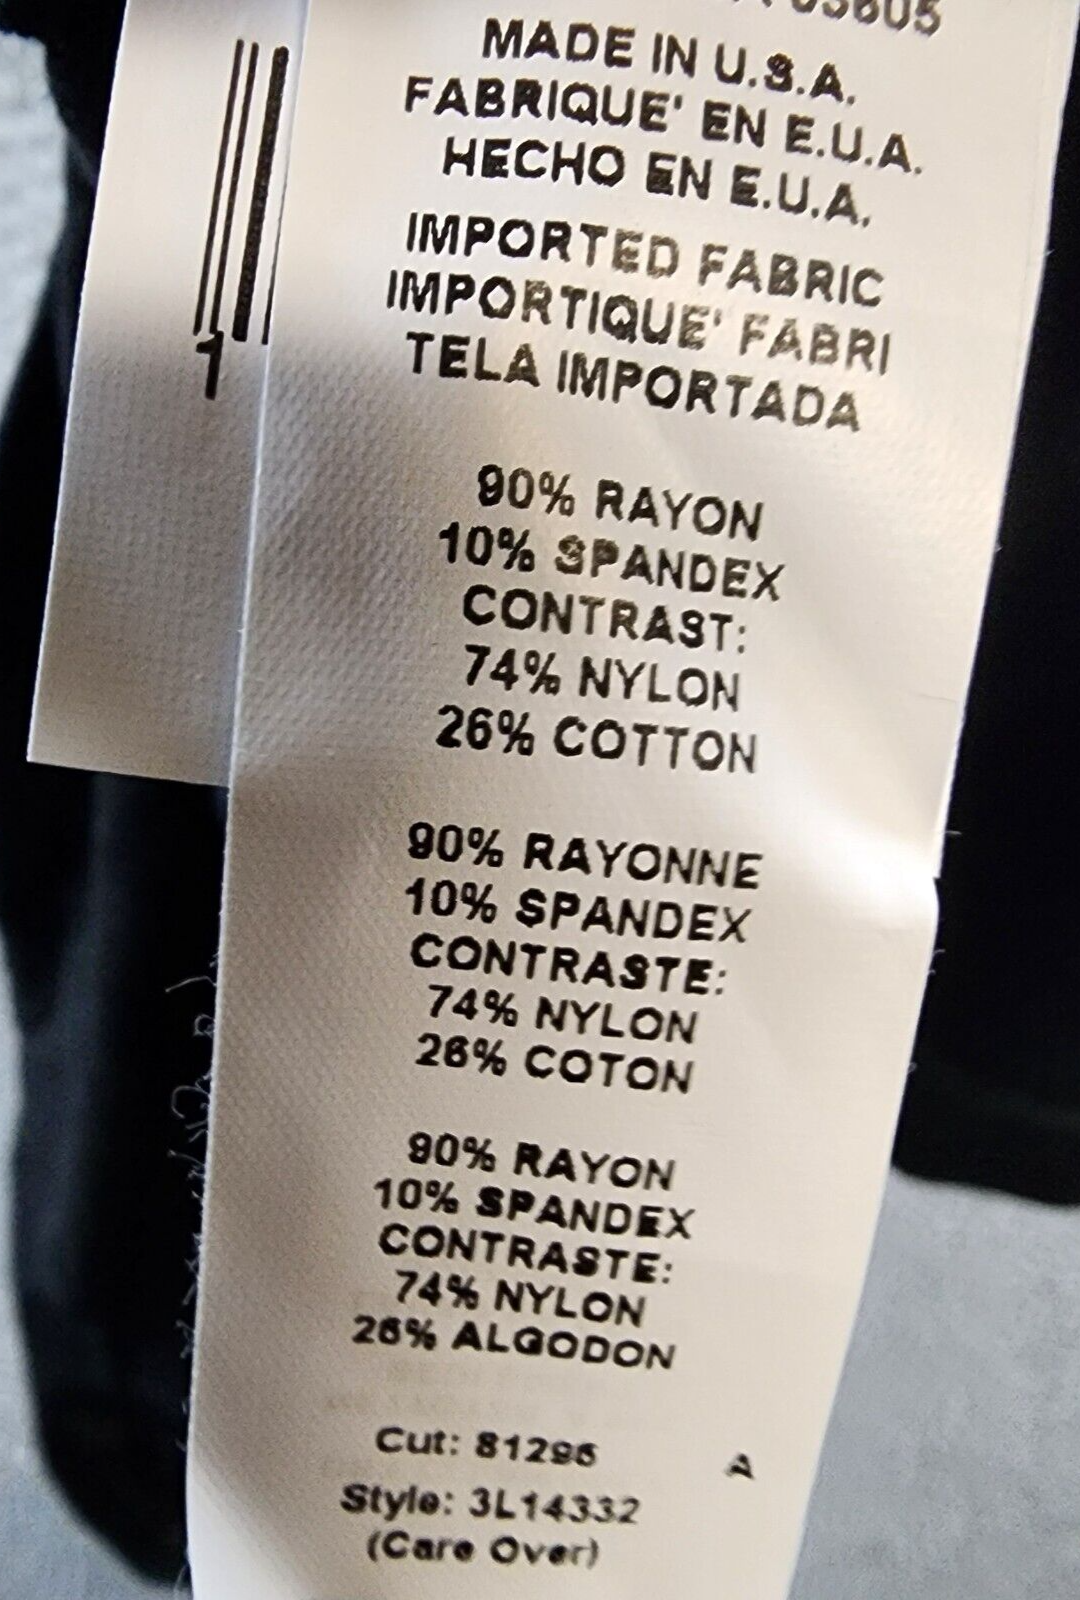 MADE IN U.S.A.
FABRIQUE' EN E.U.A.
HECHO EN E.U.A.
IMPORTED FABRIC
IMPORTIQUE' FABRI
TELA IMPORTADA
90% RAYON
10% SPANDEX
CONTRAST:
74% NYLON
26% COTTON
90% RAYONNE
10% SPANDEX
CONTRASTE:
74% NYLON
26% COTON
90% RAYON
10% SPANDEX
CONTRASTE:
74% NYLON
26% ALGODON
Cut: 81296 A
Style: 3L14332
(Care Over)
1